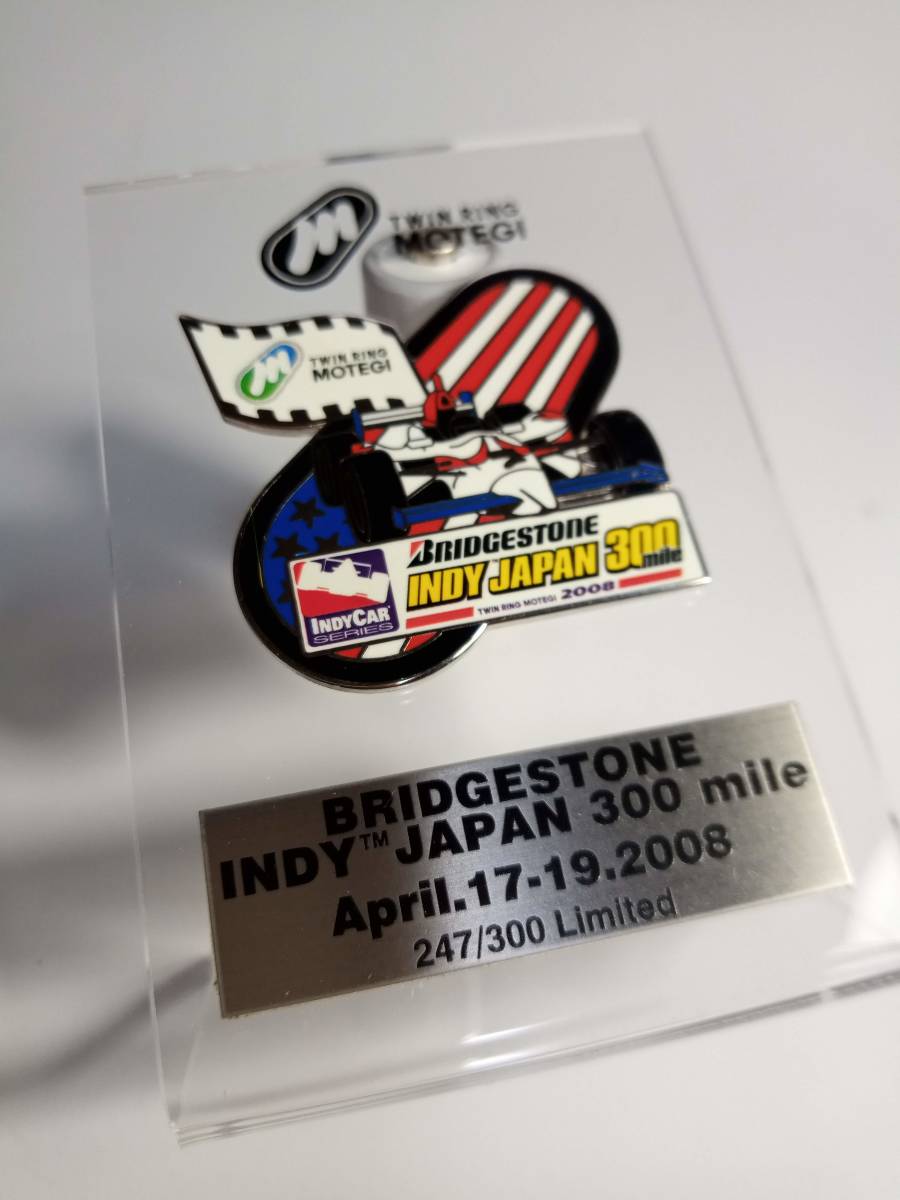 TWIN RING
MOTEGI
TWIN RING
MOTEGI
BRIDGESTONE
INDY JAPAN 300
mile
TWIN RING MOTEGI 2008
INDYCAR
SERIES
BRIDGESTONE
INDY™ JAPAN 300 mile
April.17-19.2008
247/300 Limited